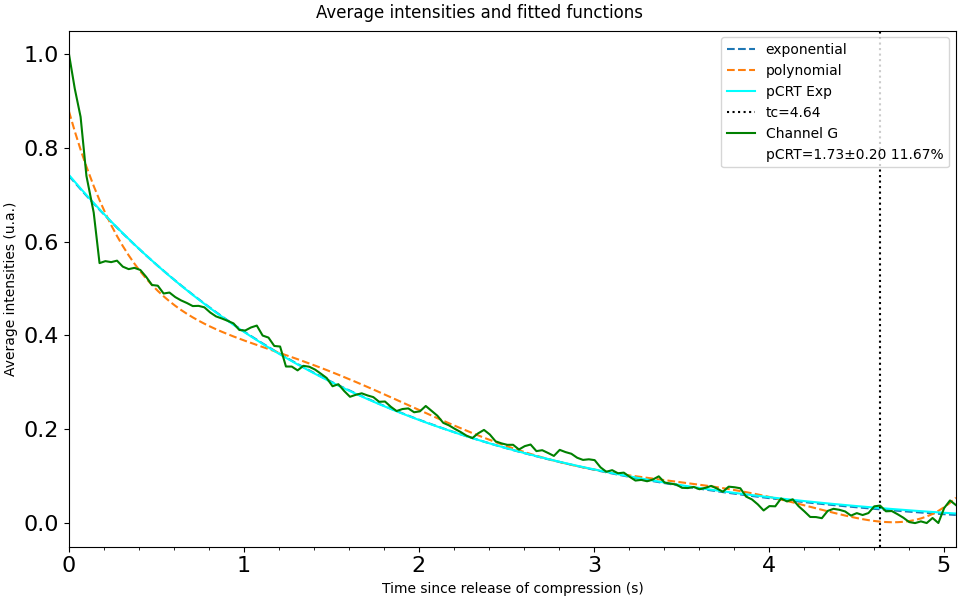 Average intensities and fitted functions
1.0
0.8
0.6
0.4
0.2
0.0
Average intensities (u.a.)
exponential
polynomial
pCRT Exp
tc=4.64
Channel G
pCRT=1.73±0.20 11.67%
0 1 2 3 4 5
Time since release of compression (s)